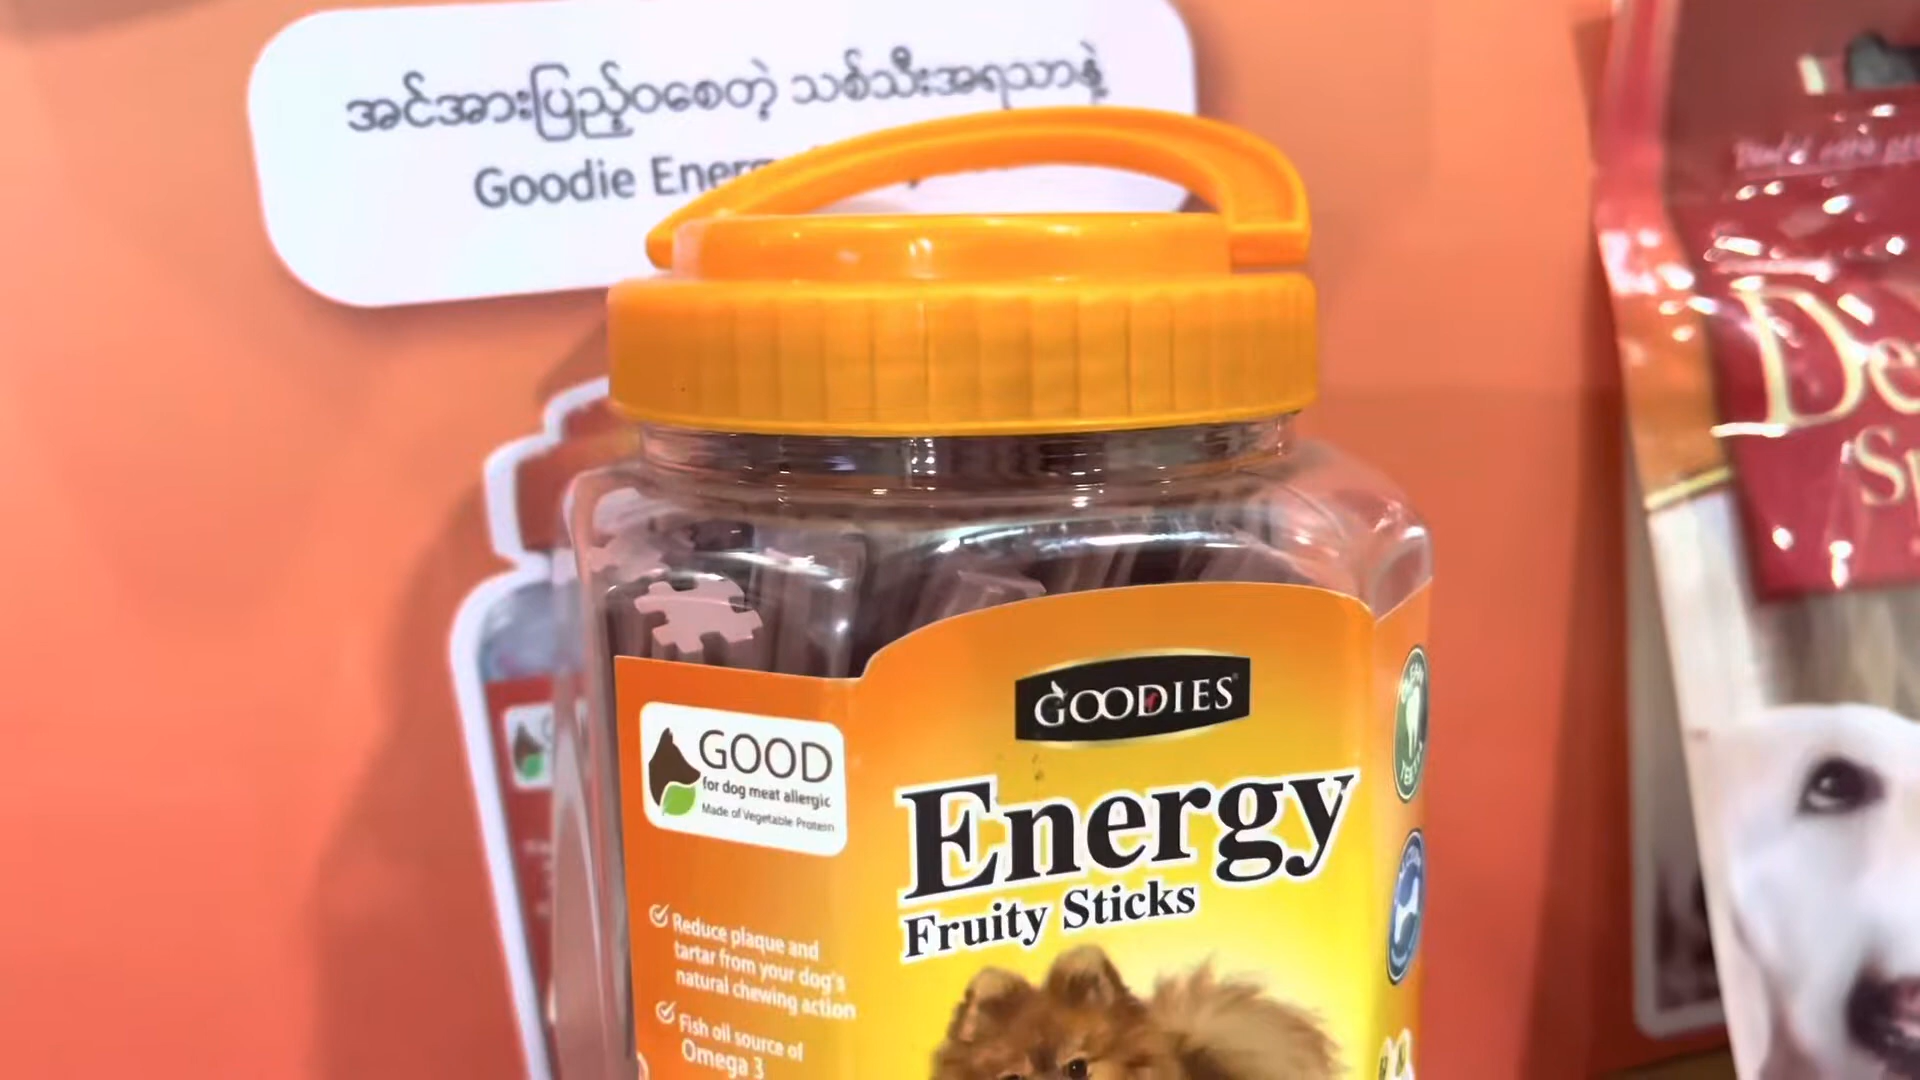 အင်အားပြည့်ဝစေတဲ့ သစ်သီးအရသာနဲ့
Goodie
GOODIES
GOOD
for dog meat allergic
Made of Vegetable Protein
Energy
Fruity Sticks
Reduce plaque and
tartar from your dog's
natural chewing action
Fish oil source of
Omega 3